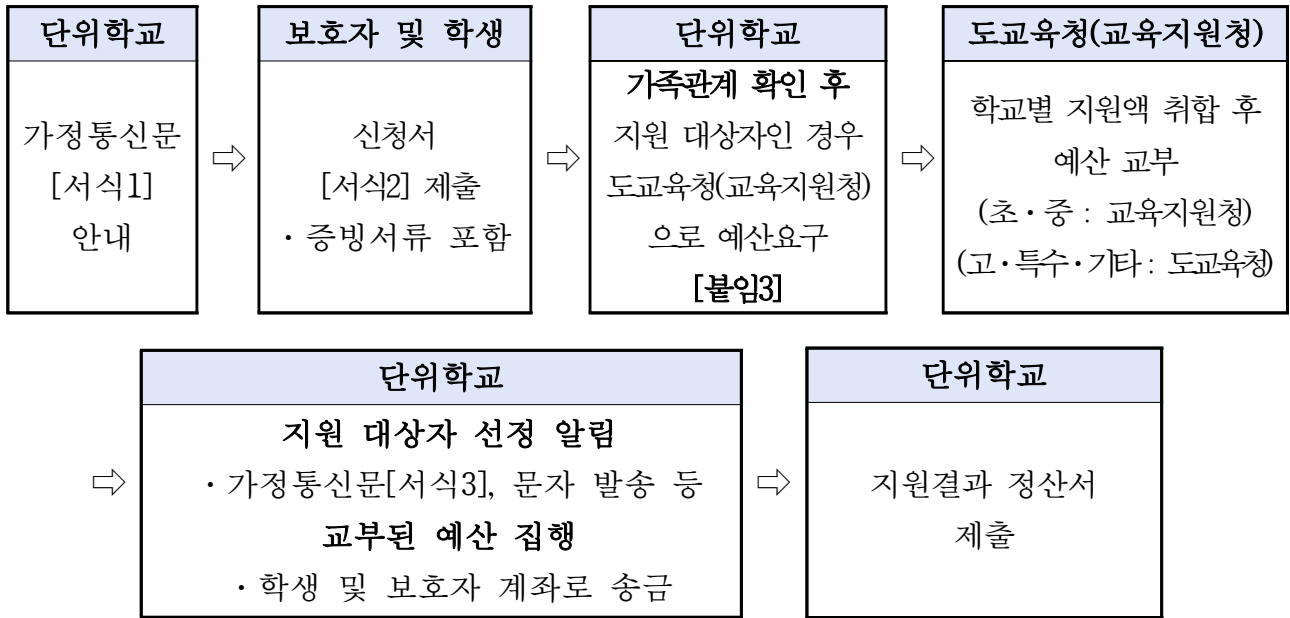 단위학교
가정통신문
[서식1]
안내
⇨
보호자 및 학생
신청서
[서식2] 제출
· 증빙서류 포함
⇨
단위학교
가족관계 확인 후
지원 대상자인 경우
도교육청(교육지원청)
으로 예산요구
[붙임3]
⇨
도교육청(교육지원청)
학교별 지원액 취합 후
예산 교부
(초·중 : 교육지원청)
(고·특수·기타 : 도교육청)
⇨
단위학교
지원 대상자 선정 알림
· 가정통신문[서식3], 문자 발송 등
교부된 예산 집행
· 학생 및 보호자 계좌로 송금
⇨
단위학교
지원결과 정산서
제출